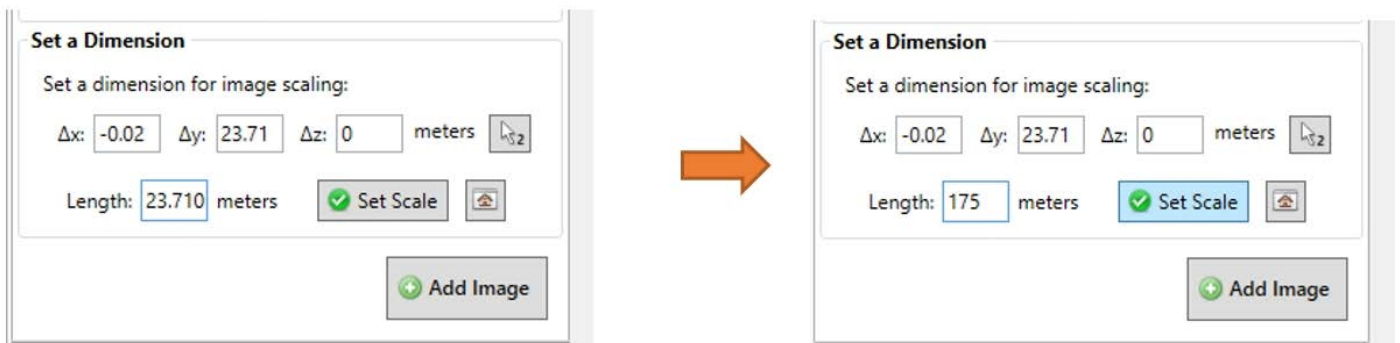 Set a Dimension
Set a dimension for image scaling:
Δx: -0.02 Δy: 23.71 Δz: 0 meters 2
Length: 23.710 meters Set Scale
Add Image
Set a Dimension
Set a dimension for image scaling:
Δx: -0.02 Δy: 23.71 Δz: 0 meters 2
Length: 175 meters Set Scale
Add Image